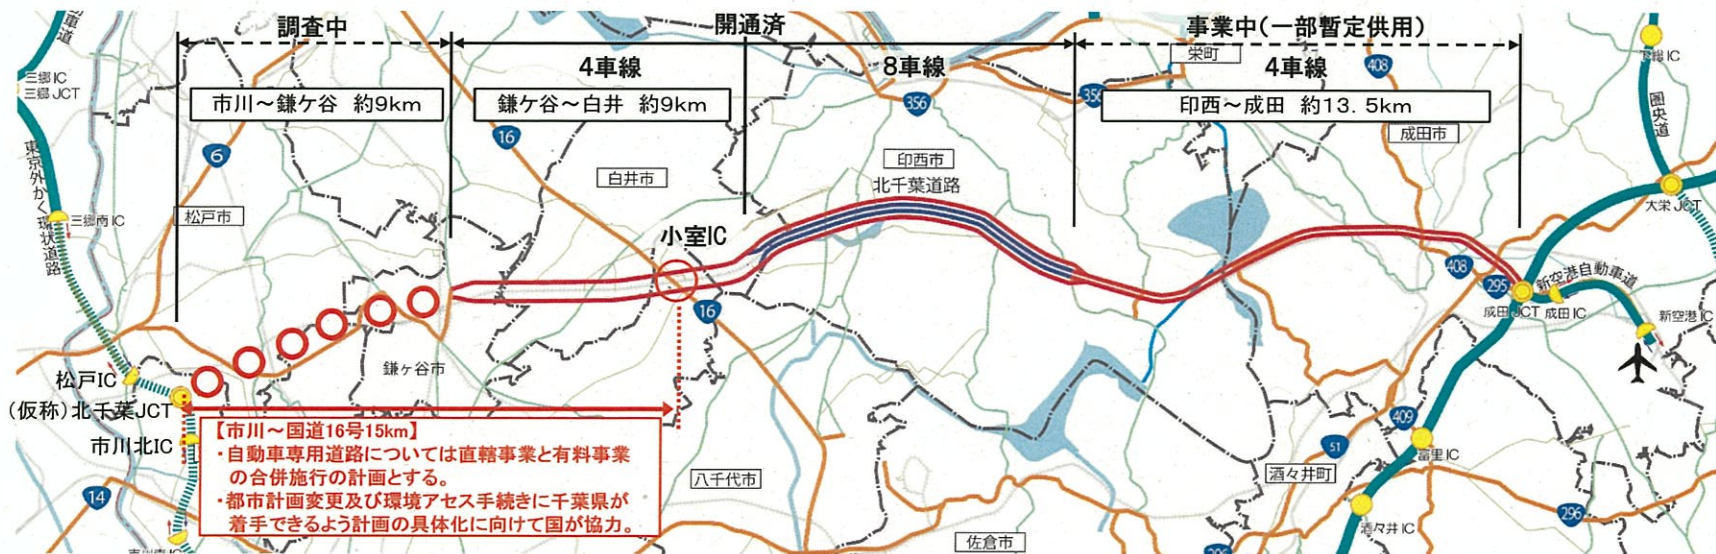 調査中
開通済
事業中(一部暫定供用)
4車線
8車線
4車線
市川～鎌ケ谷 約9km
鎌ケ谷～白井 約9km
印西～成田 約13.5km
栄町
408
356
356
三郷IC
三郷JCT
下総IC
圏央道
成田市
16
6
東京外かく環状道路
三郷南IC
松戸市
白井市
印西市
北千葉道路
大栄JCT
小室IC
408
295
新空港自動車道
成田JCT
成田IC
新空港IC
16
鎌ヶ谷市
松戸IC
(仮称)北千葉JCT
市川北IC
【市川～国道16号15km】
・自動車専用道路については直轄事業と有料事業
の合併施行の計画とする。
・都市計画変更及び環境アセス手続きに千葉県が
着手できるよう計画の具体化に向けて国が協力。
14
八千代市
佐倉市
酒々井町
51
409
富里IC
酒々井IC
296